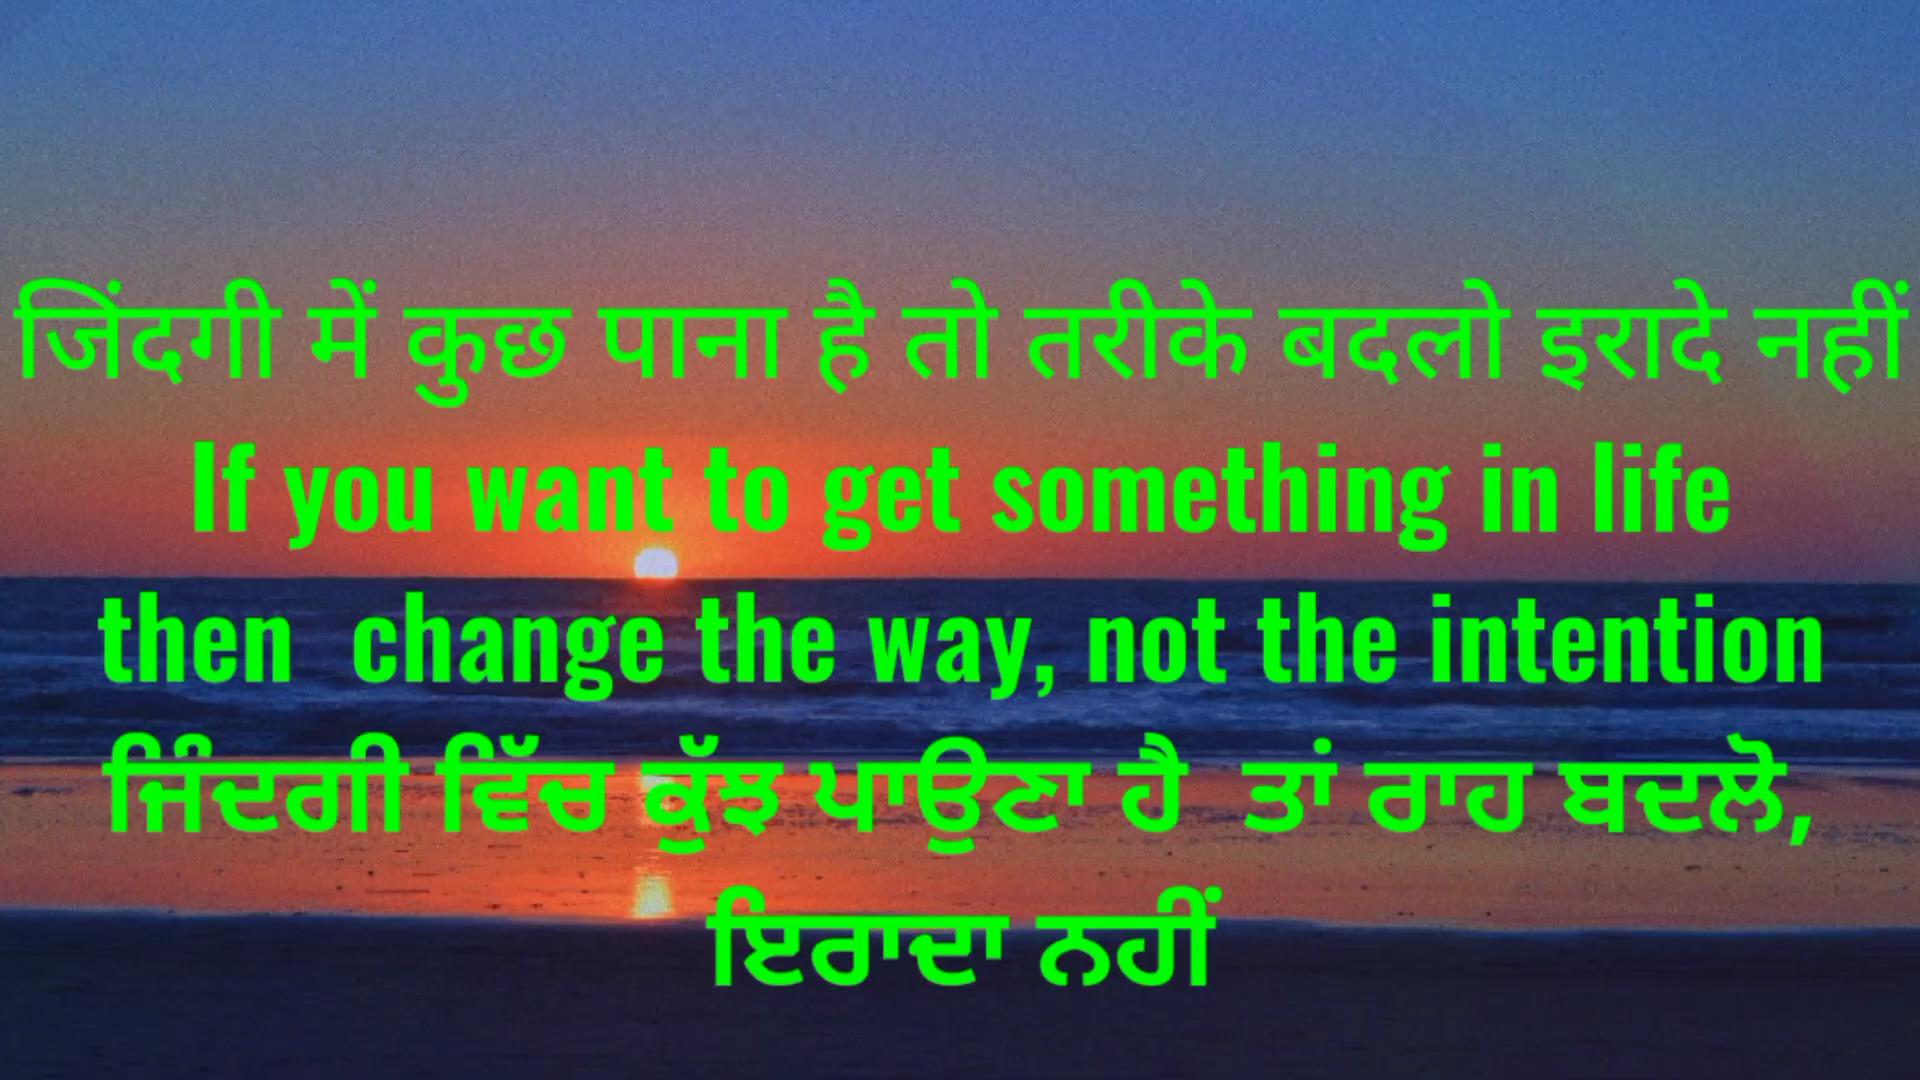 जिंदगी में कुछ पाना है तो तरीके बदलो इरादे नहीं
If you want to get something in life
then  change the way, not the intention
ਜਿੰਦਗੀ ਵਿੱਚ ਕੁੱਝ ਪਾਉਣਾ ਹੈ  ਤਾਂ ਰਾਹ ਬਦਲੋ,
ਇਰਾਦਾ ਨਹੀਂ